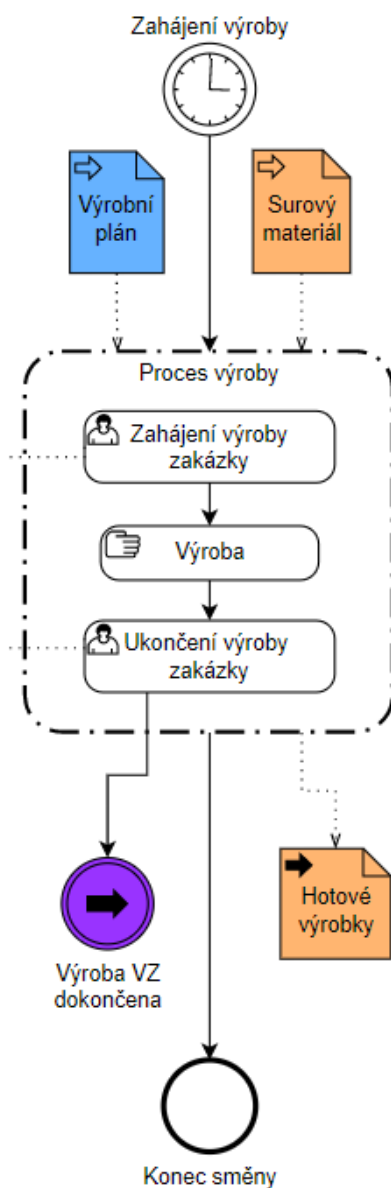 Zahájení výroby
Výrobní
plán
Surový
materiál
Proces výroby
Zahájení výroby
zakázky
Výroba
Ukončení výroby
zakázky
Hotové
výrobky
Výroba VZ
dokončena
Konec směny